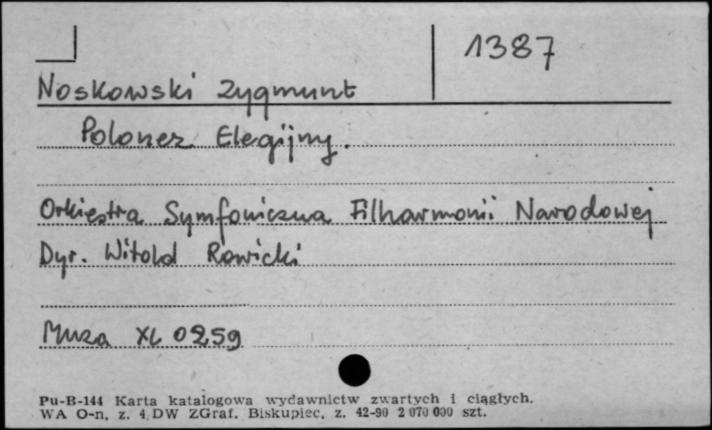 1387
Noskowski Zygmunt
Polonez Elegijny.
Orkiestra Symfoniczna Filharmonii Narodowej
Dyr. Witold Rowicki
Muza XL 0259
Pu-B-144 Karta katalogowa wydawnictw zwartych i ciągłych.
WA O-n. z. 4 DW ZGraf. Biskupiec, z. 42-90 2 070 000 szt.